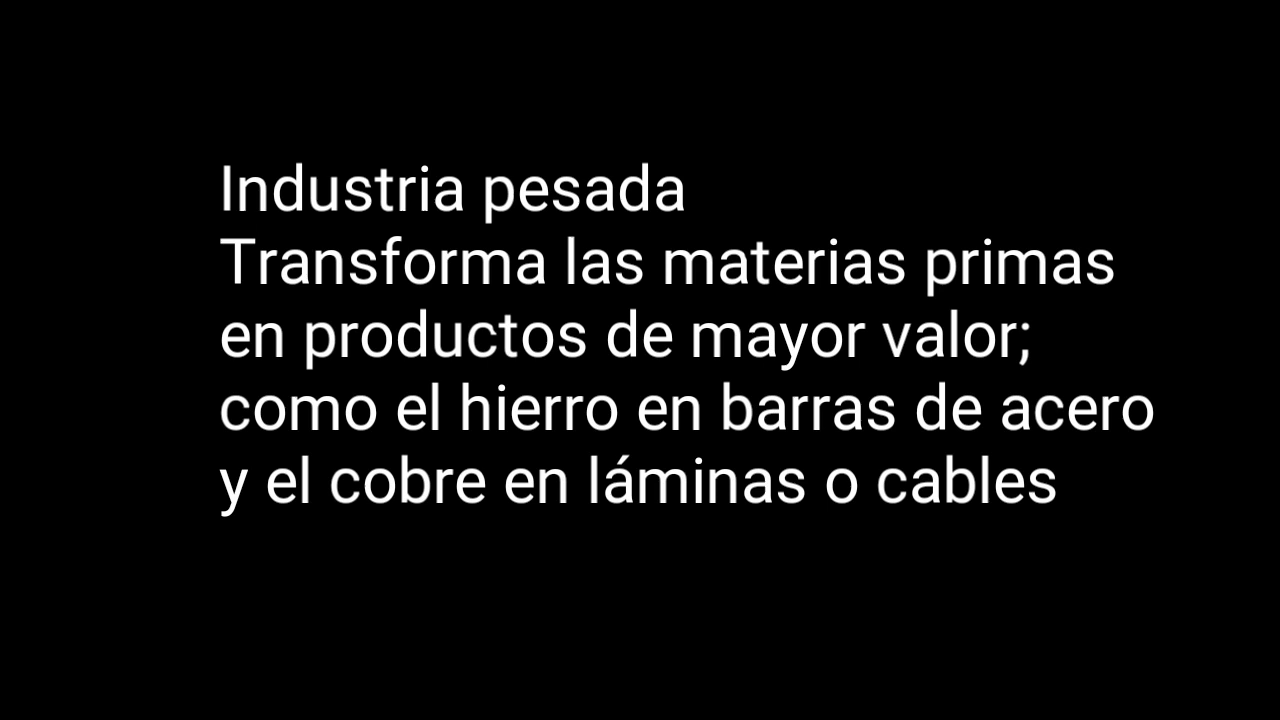 Industria pesada
Transforma las materias primas
en productos de mayor valor;
como el hierro en barras de acero
y el cobre en láminas o cables